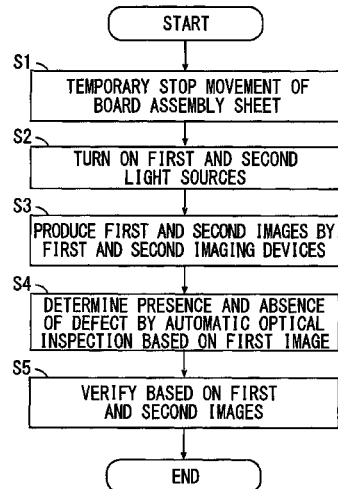 START
S1
TEMPORARY STOP MOVEMENT OF
BOARD ASSEMBLY SHEET
S2
TURN ON FIRST AND SECOND
LIGHT SOURCES
S3
PRODUCE FIRST AND SECOND IMAGES BY
FIRST AND SECOND IMAGING DEVICES
S4
DETERMINE PRESENCE AND ABSENCE
OF DEFECT BY AUTOMATIC OPTICAL
INSPECTION BASED ON FIRST IMAGE
S5
VERIFY BASED ON FIRST
AND SECOND IMAGES
END